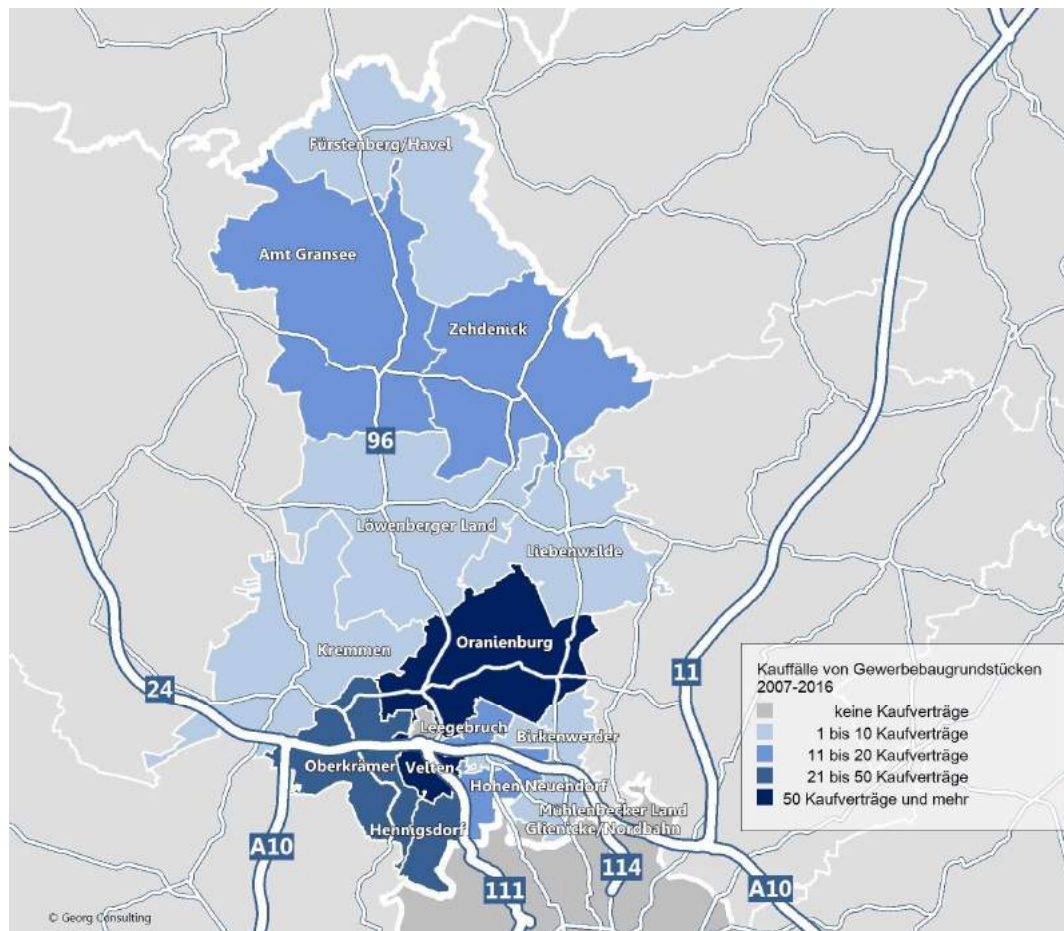 Fürstenberg/Havel
Amt Gransee
Zehdenick
96
Löwenberger Land
Liebenwalde
Oranienburg
Kremmen
24
11
Leegebruch
Birkenwerder
Oberkrämer
Velten
Hohen Neuendorf
Mühlenbecker Land
Glienicke/Nordbahn
Hennigsdorf
A10
111
114
A10
Kauffälle von Gewerbebaugrundstücken
2007-2016
keine Kaufverträge
1 bis 10 Kaufverträge
11 bis 20 Kaufverträge
21 bis 50 Kaufverträge
50 Kaufverträge und mehr
© Georg Consulting